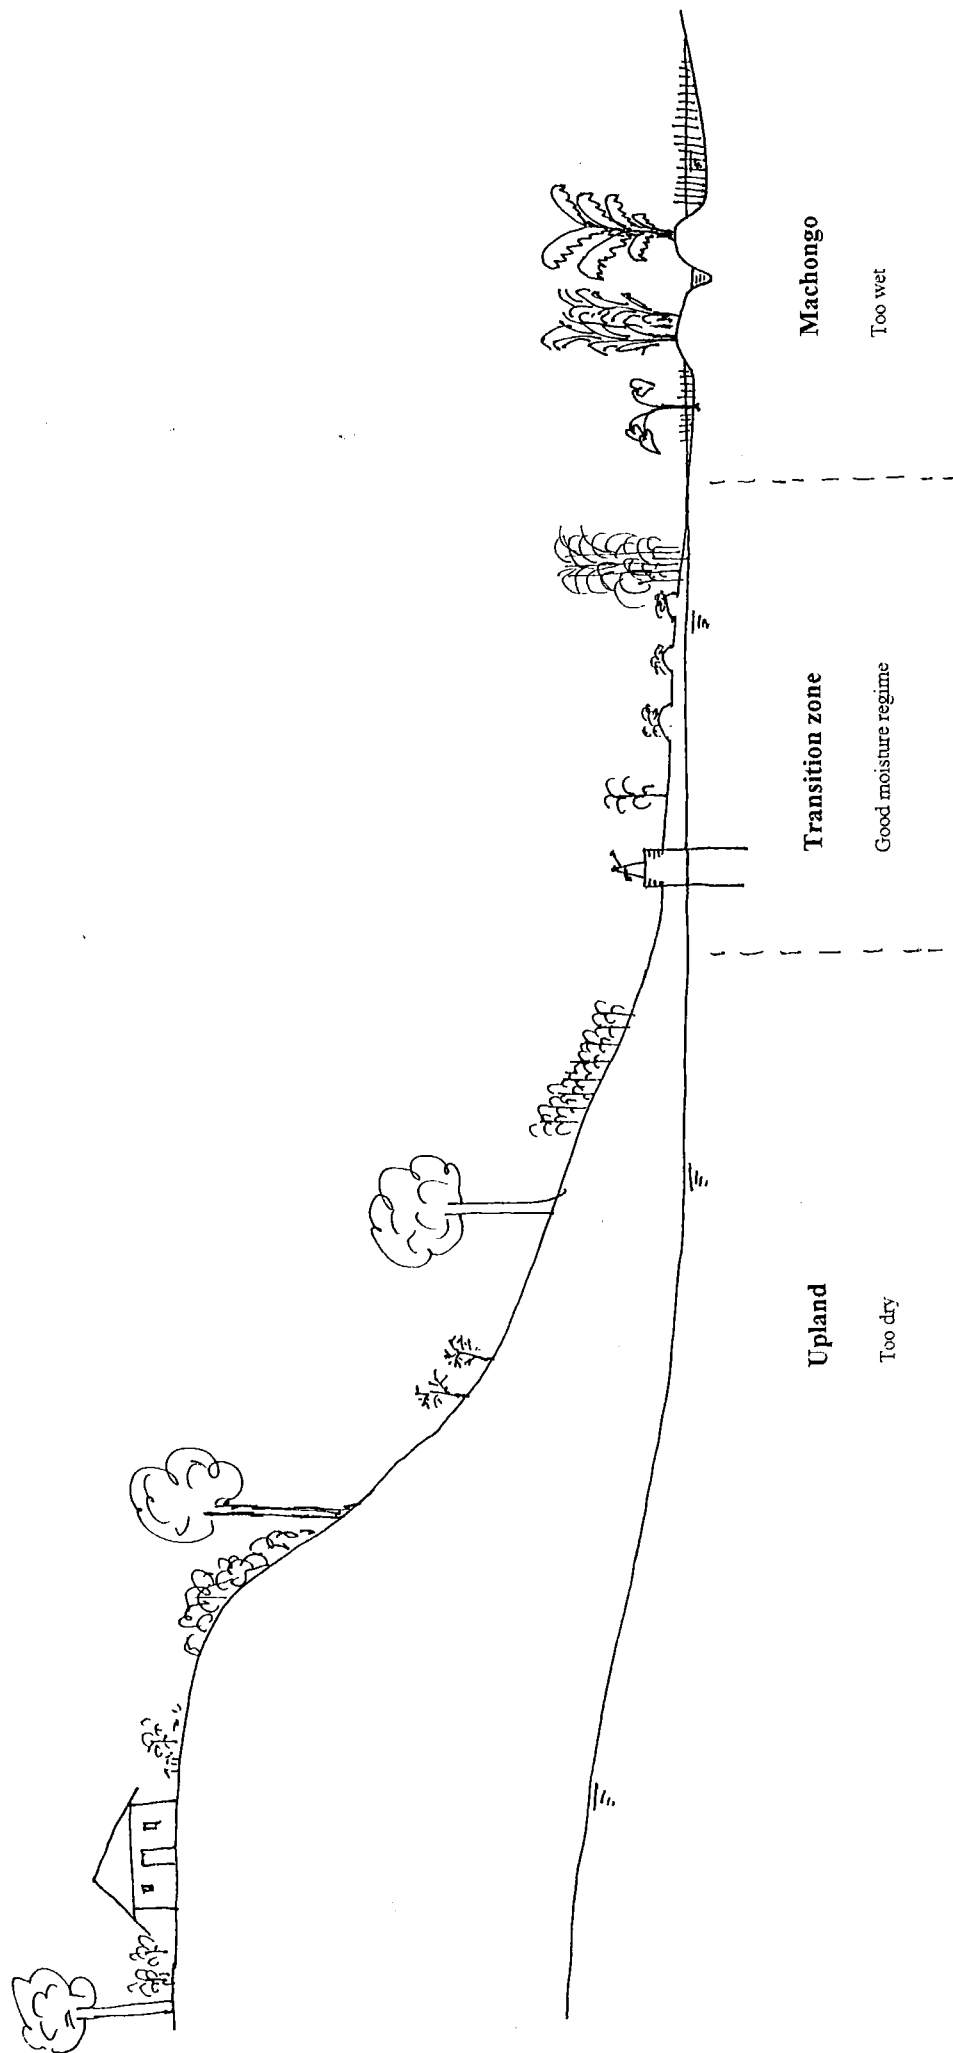 Upland
Too dry
Transition zone
Good moisture regime
Machongo
Too wet